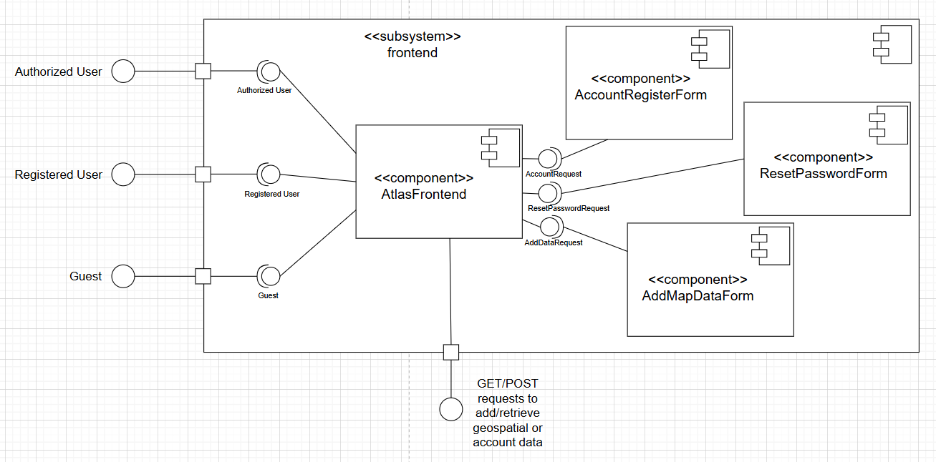 <<subsystem>>
frontend
<<component>>
AccountRegisterForm
Authorized User
Authorized User
<<component>>
ResetPasswordForm
<<component>>
AtlasFrontend
AccountRequest
Registered User
Registered User
ResetPasswordRequest
AddDataRequest
Guest
Guest
<<component>>
AddMapDataForm
GET/POST
requests to
add/retrieve
geospatial or
account data